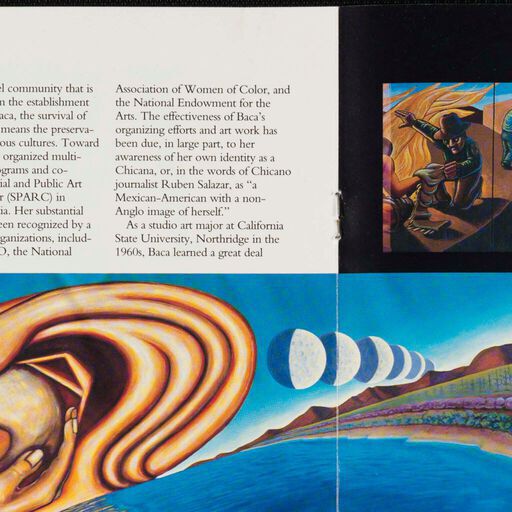 el community that is
n the establishment
aca, the survival of
means the preserva-
ous cultures. Toward
organized multi-
ograms and co-
ial and Public Art
r (SPARC) in
ia. Her substantial
een recognized by a
ganizations, includ-
O, the National
Association of Women of Color, and
the National Endowment for the
Arts. The effectiveness of Baca's
organizing efforts and art work has
been due, in large part, to her
awareness of her own identity as a
Chicana, or, in the words of Chicano
journalist Ruben Salazar, as "a
Mexican-American with a non-
Anglo image of herself."
As a studio art major at California
State University, Northridge in the
1960s, Baca learned a great deal